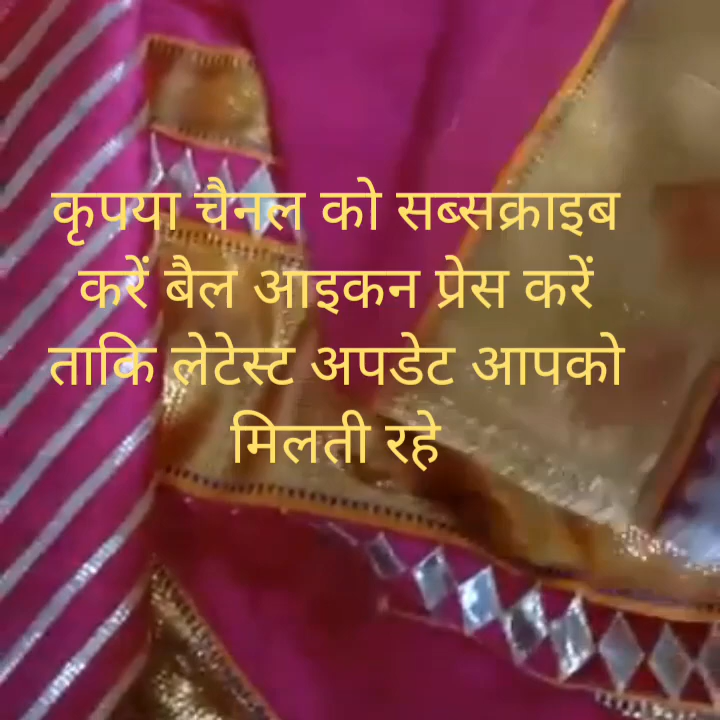 कृपया चैनल को सब्सक्राइब
करें बैल आइकन प्रेस करें
ताकि लेटेस्ट अपडेट आपको
मिलती रहे